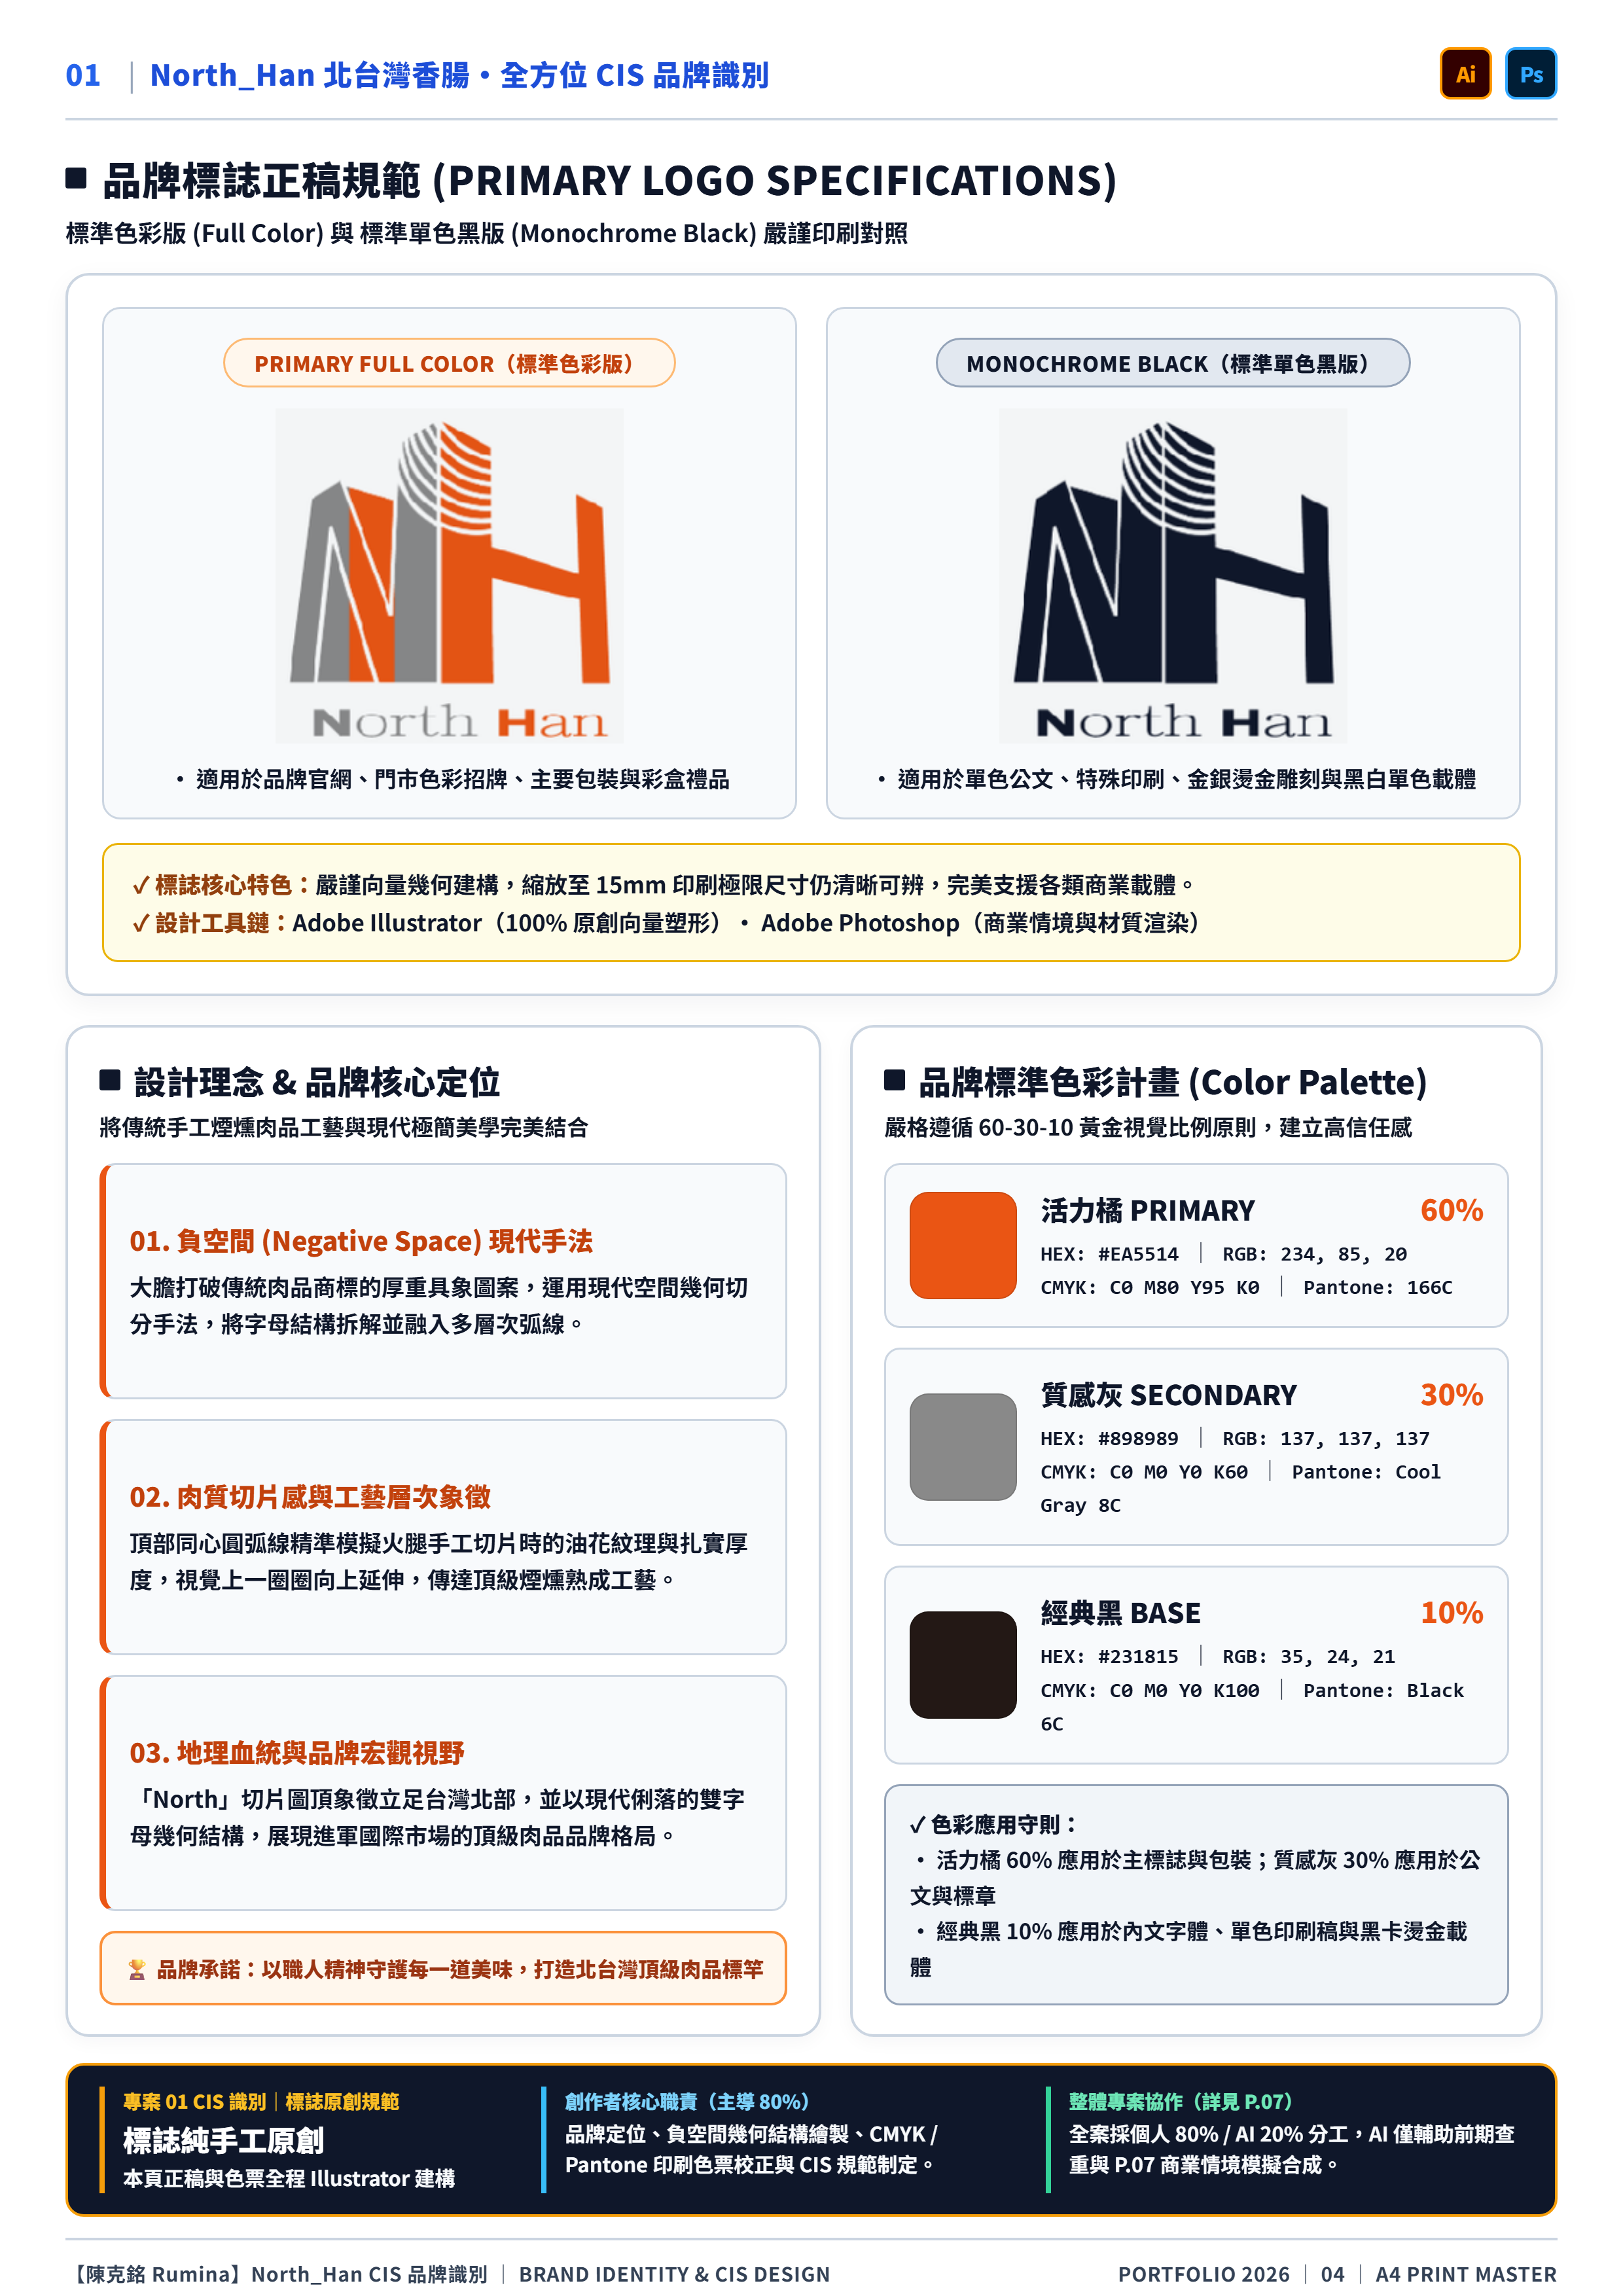 01 | North_Han 北台灣香腸・全方位 CIS 品牌識別
Ai Ps
■ 品牌標誌正稿規範 (PRIMARY LOGO SPECIFICATIONS)
標準色彩版 (Full Color) 與 標準單色黑版 (Monochrome Black) 嚴謹印刷對照
PRIMARY FULL COLOR（標準色彩版）
NH
North Han
• 適用於品牌官網、門市色彩招牌、主要包裝與彩盒禮品
MONOCHROME BLACK（標準單色黑版）
NH
North Han
• 適用於單色公文、特殊印刷、金銀燙金雕刻與黑白單色載體
✓ 標誌核心特色：嚴謹向量幾何建構，縮放至 15mm 印刷極限尺寸仍清晰可辨，完美支援各類商業載體。
✓ 設計工具鏈：Adobe Illustrator（100% 原創向量塑形）・ Adobe Photoshop（商業情境與材質渲染）
■ 設計理念 & 品牌核心定位
將傳統手工煙燻肉品工藝與現代極簡美學完美結合
01. 負空間 (Negative Space) 現代手法
大膽打破傳統肉品商標的厚重具象圖案，運用現代空間幾何切
分手法，將字母結構拆解並融入多層次弧線。
02. 肉質切片感與工藝層次象徵
頂部同心圓弧線精準模擬火腿手工切片時的油花紋理與扎實厚
度，視覺上一圈圈向上延伸，傳達頂級煙燻熟成工藝。
03. 地理血統與品牌宏觀視野
「North」切片圖頂象徵立足台灣北部，並以現代俐落的雙字
母幾何結構，展現進軍國際市場的頂級肉品品牌格局。
🏆 品牌承諾：以職人精神守護每一道美味，打造北台灣頂級肉品標竿
■ 品牌標準色彩計畫 (Color Palette)
嚴格遵循 60-30-10 黃金視覺比例原則，建立高信任感
活力橘 PRIMARY 60%
HEX: #EA5514 | RGB: 234, 85, 20
CMYK: C0 M80 Y95 K0 | Pantone: 166C
質感灰 SECONDARY 30%
HEX: #898989 | RGB: 137, 137, 137
CMYK: C0 M0 Y0 K60 | Pantone: Cool
Gray 8C
經典黑 BASE 10%
HEX: #231815 | RGB: 35, 24, 21
CMYK: C0 M0 Y0 K100 | Pantone: Black
6C
✓ 色彩應用守則：
• 活力橘 60% 應用於主標誌與包裝；質感灰 30% 應用於公
文與標章
• 經典黑 10% 應用於內文字體、單色印刷稿與黑卡燙金載
體
專案 01 CIS 識別｜標誌原創規範
標誌純手工原創
本頁正稿與色票全程 Illustrator 建構
創作者核心職責（主導 80%）
品牌定位、負空間幾何結構繪製、CMYK /
Pantone 印刷色票校正與 CIS 規範制定。
整體專案協作（詳見 P.07）
全案採個人 80% / AI 20% 分工，AI 僅輔助前期查
重與 P.07 商業情境模擬合成。
【陳克銘 Rumina】North_Han CIS 品牌識別 | BRAND IDENTITY & CIS DESIGN
PORTFOLIO 2026 | 04 | A4 PRINT MASTER